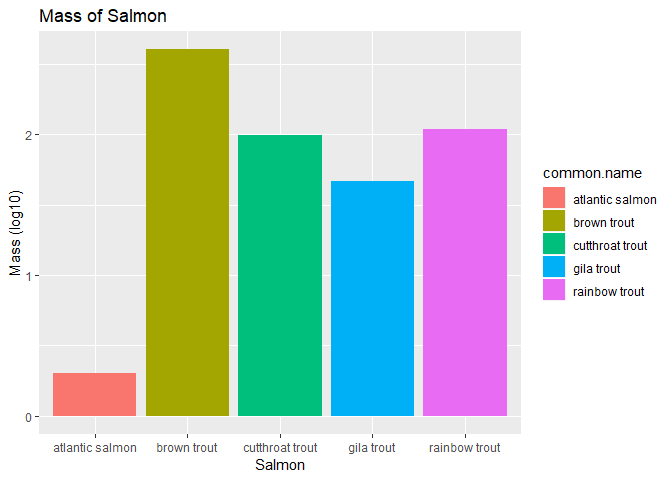 Mass of Salmon
Mass (log10)
2
1
0
atlantic salmon
brown trout
cutthroat trout
gila trout
rainbow trout
Salmon
common.name
atlantic salmon
brown trout
cutthroat trout
gila trout
rainbow trout